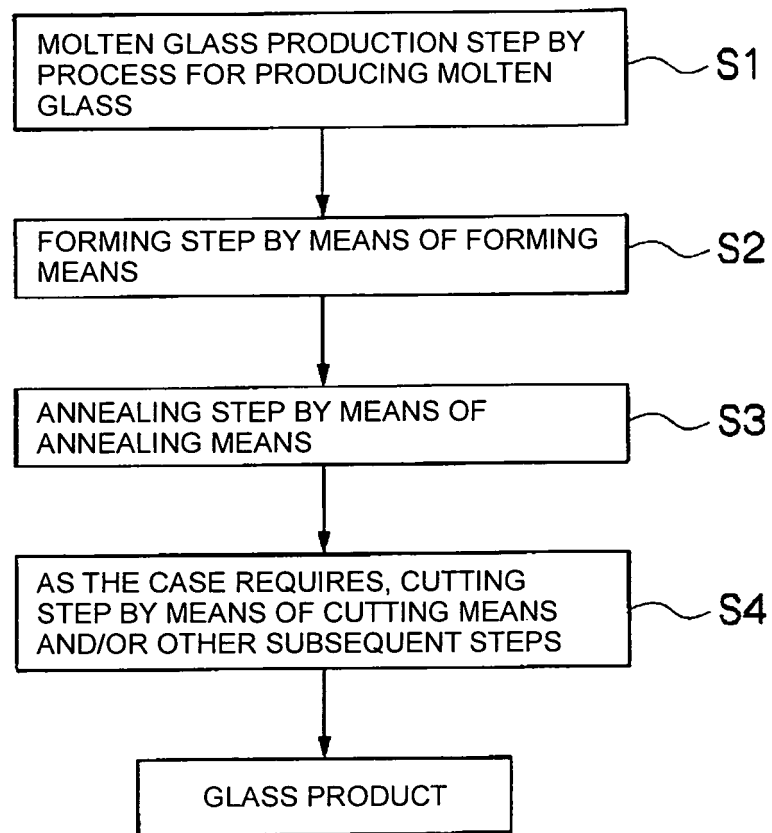 MOLTEN GLASS PRODUCTION STEP BY
PROCESS FOR PRODUCING MOLTEN
GLASS
S1
FORMING STEP BY MEANS OF FORMING
MEANS
S2
ANNEALING STEP BY MEANS OF
ANNEALING MEANS
S3
AS THE CASE REQUIRES, CUTTING
STEP BY MEANS OF CUTTING MEANS
AND/OR OTHER SUBSEQUENT STEPS
S4
GLASS PRODUCT